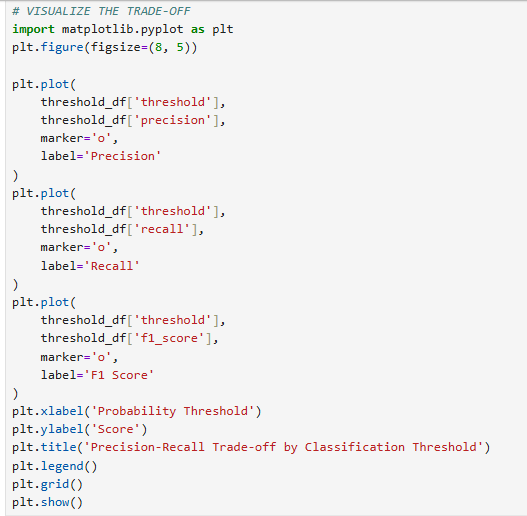 # VISUALIZE THE TRADE-OFF
import matplotlib.pyplot as plt
plt.figure(figsize=(8, 5))

plt.plot(
    threshold_df['threshold'],
    threshold_df['precision'],
    marker='o',
    label='Precision'
)
plt.plot(
    threshold_df['threshold'],
    threshold_df['recall'],
    marker='o',
    label='Recall'
)
plt.plot(
    threshold_df['threshold'],
    threshold_df['f1_score'],
    marker='o',
    label='F1 Score'
)
plt.xlabel('Probability Threshold')
plt.ylabel('Score')
plt.title('Precision-Recall Trade-off by Classification Threshold')
plt.legend()
plt.grid()
plt.show()